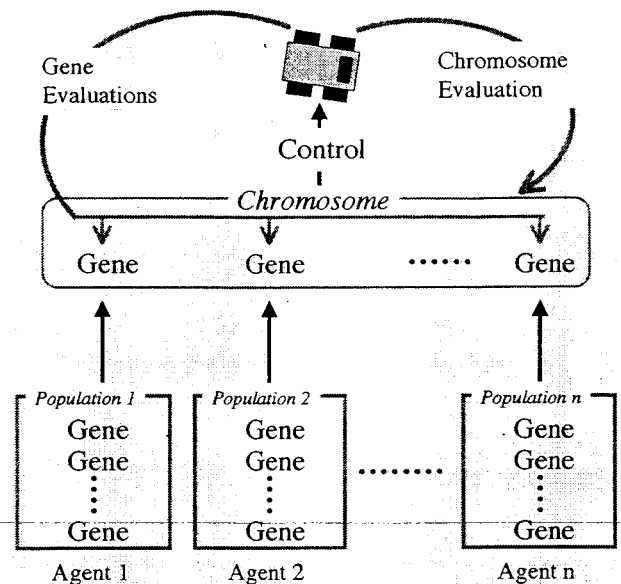 Gene
Evaluations
Chromosome
Evaluation
Control
Chromosome
Gene Gene ...... Gene
Population 1 Population 2 Population n
Gene Gene Gene
Gene Gene ........ Gene
Gene Gene Gene
Agent 1 Agent 2 Agent n